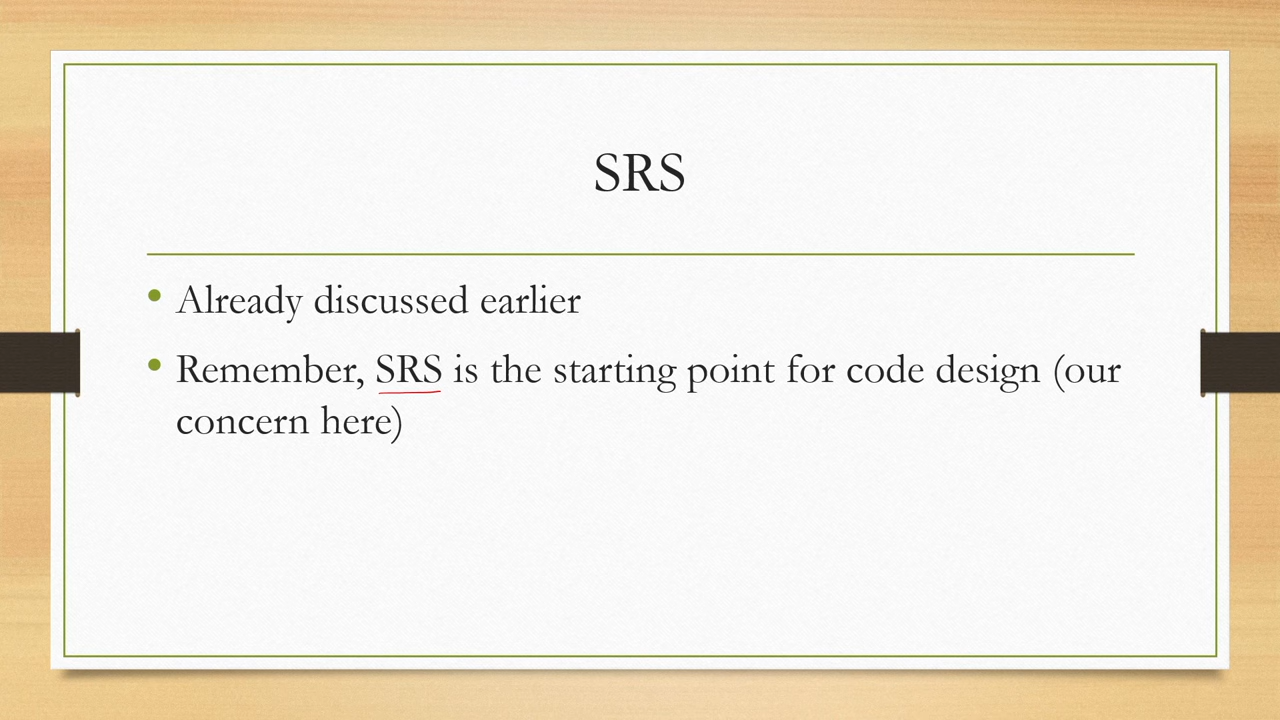 SRS
• Already discussed earlier
• Remember, SRS is the starting point for code design (our
concern here)